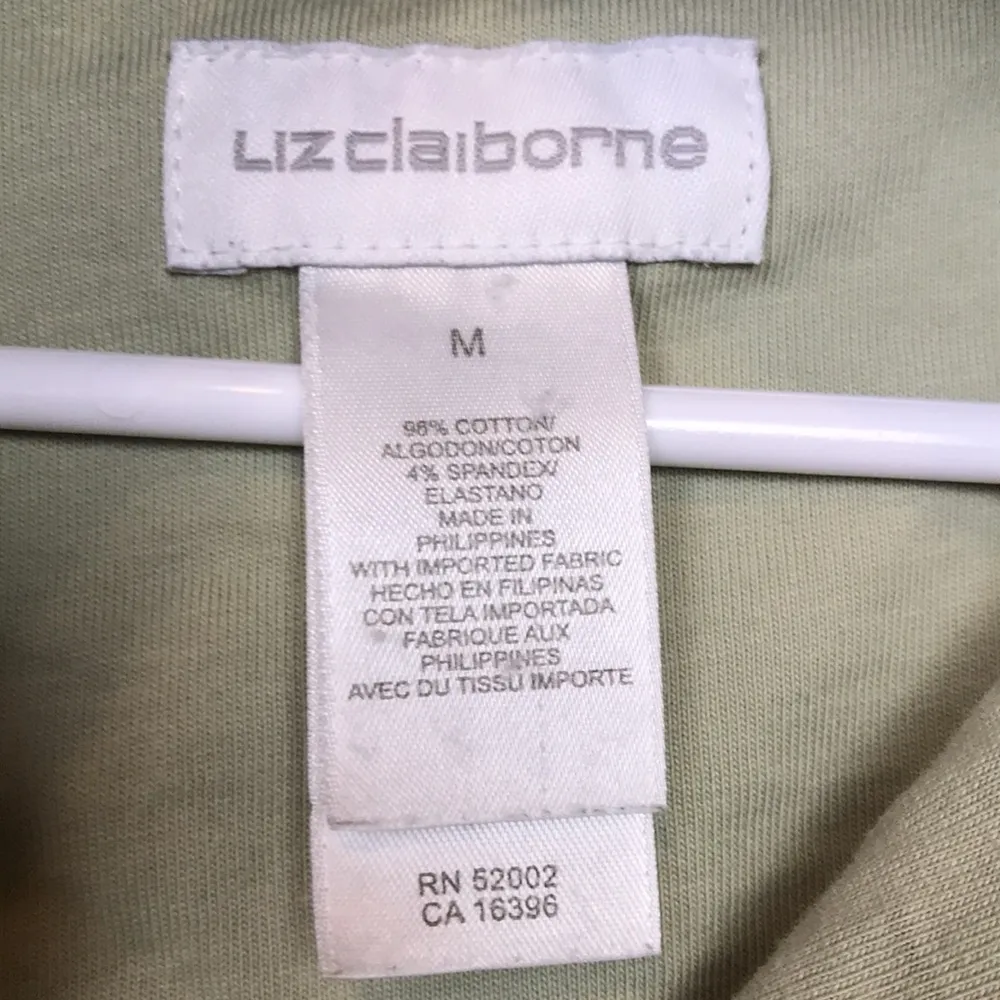 Liz claiborne
M
96% COTTON/
ALGODON/COTON
4% SPANDEX/
ELASTANO
MADE IN
PHILIPPINES
WITH IMPORTED FABRIC
HECHO EN FILIPINAS
CON TELA IMPORTADA
FABRIQUE AUX
PHILIPPINES
AVEC DU TISSU IMPORTE
RN 52002
CA 16396